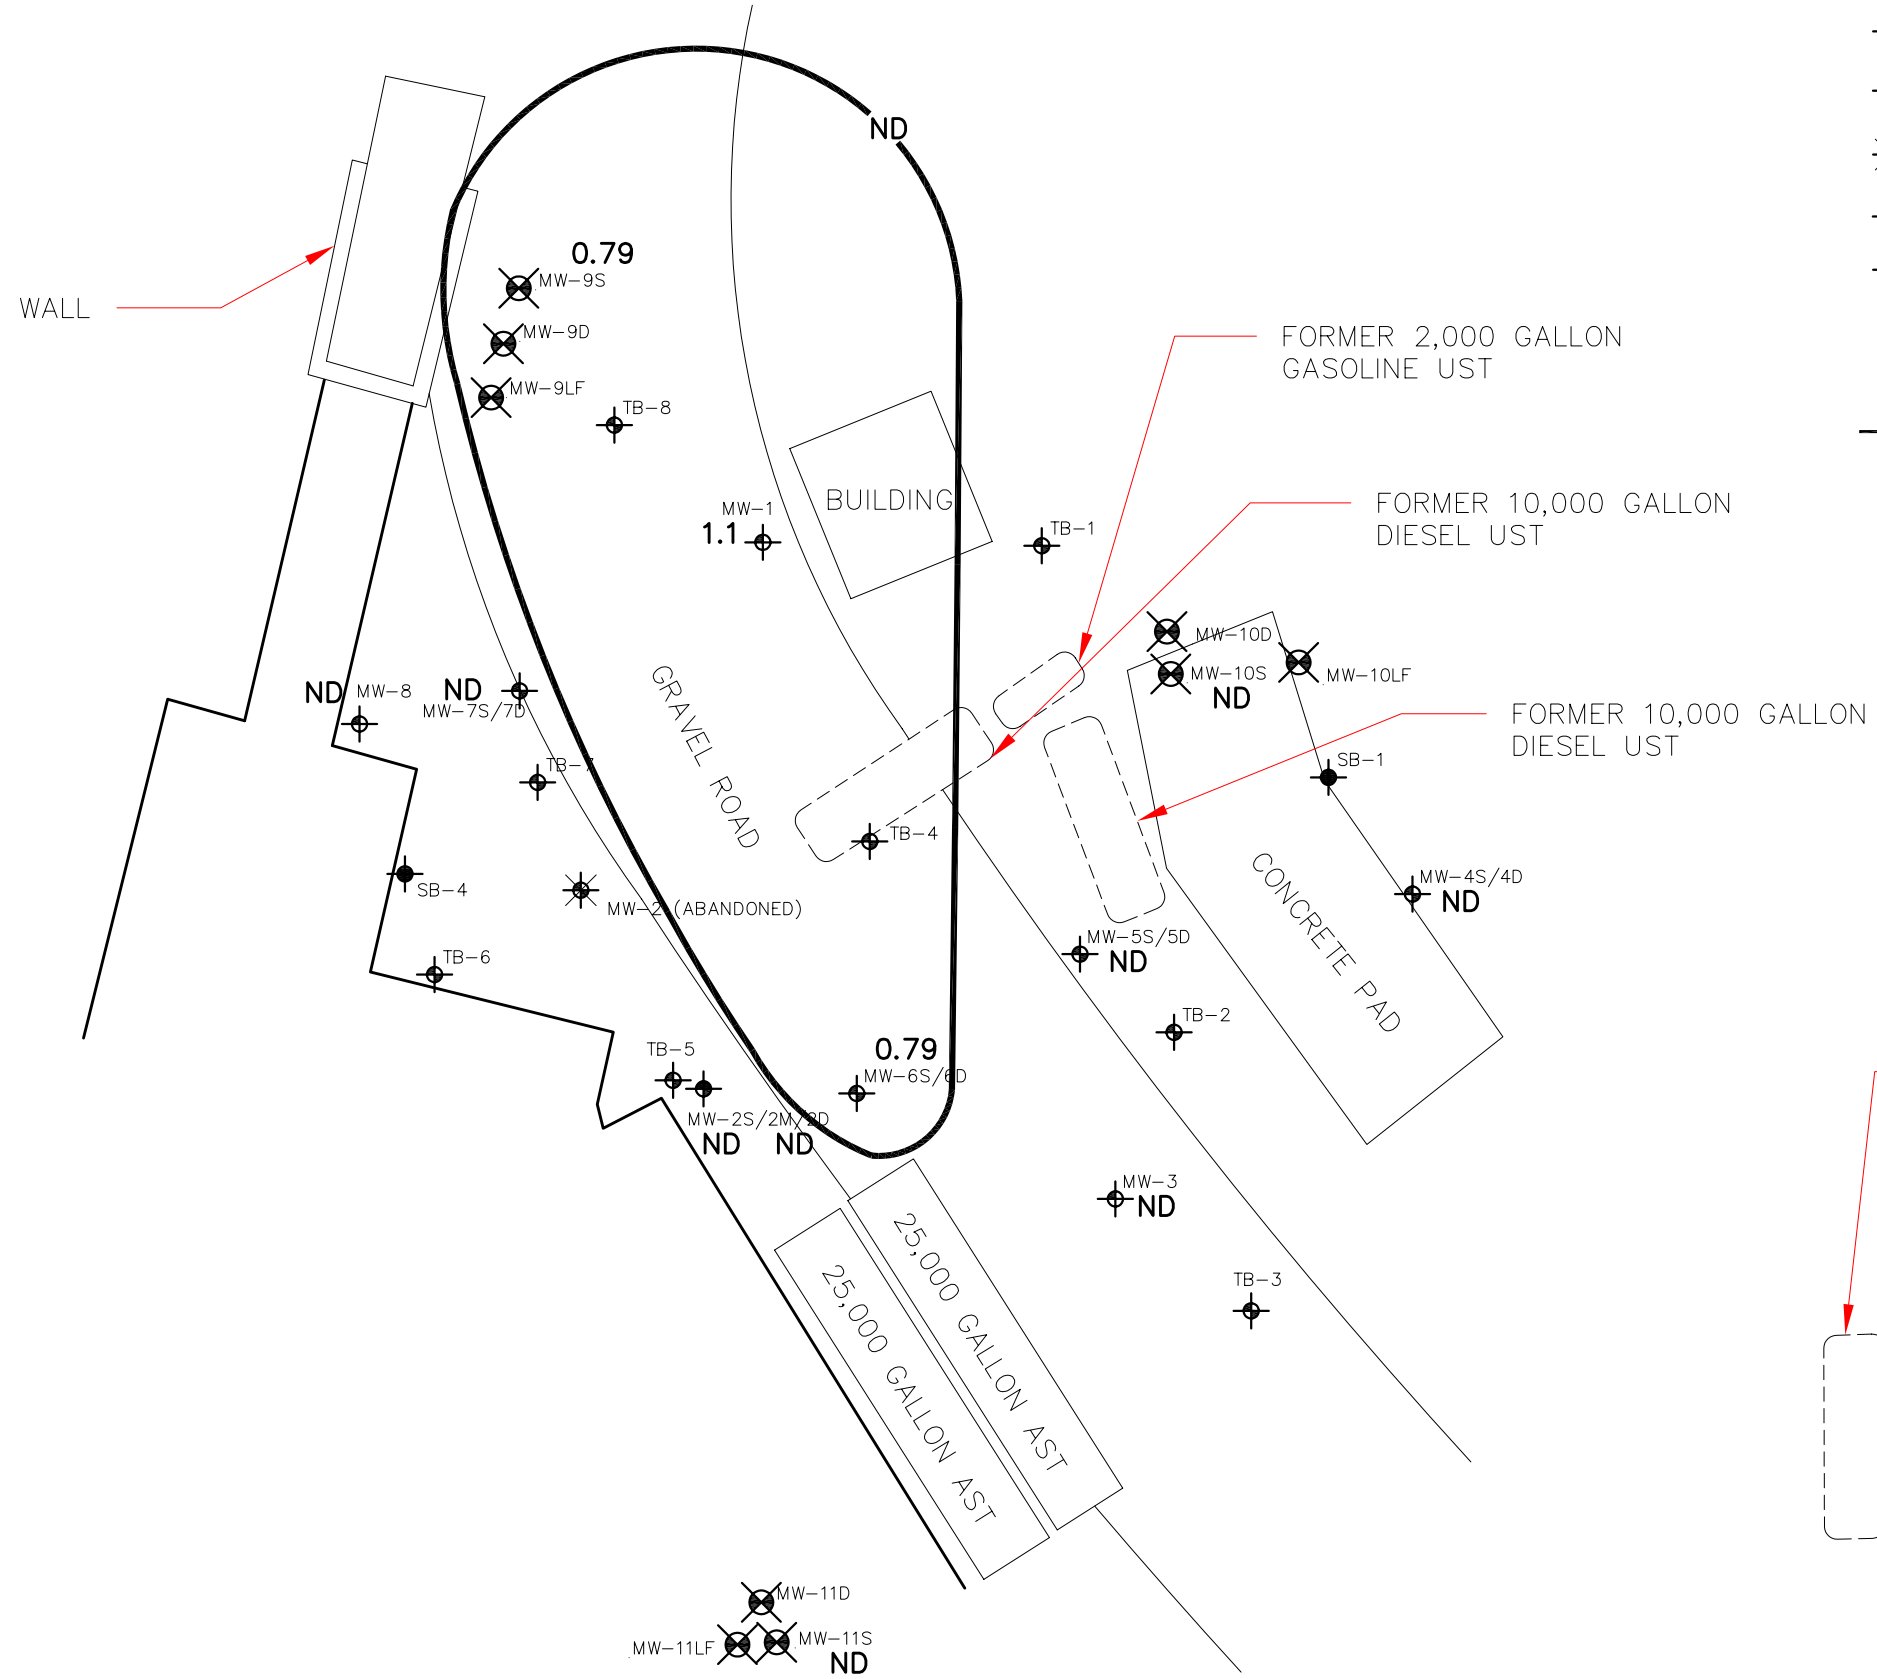 ND
0.79
MW-9S
WALL
MW-9D
FORMER 2,000 GALLON
GASOLINE UST
MW-9LF
TB-8
BUILDING
MW-1
1.1
TB-1
FORMER 10,000 GALLON
DIESEL UST
MW-10D
MW-10S
ND
MW-10LF
ND
MW-8
ND
MW-7S/7D
GRAVEL ROAD
FORMER 10,000 GALLON
DIESEL UST
TB-7
SB-1
TB-4
SB-4
MW-2 (ABANDONED)
MW-4S/4D
ND
CONCRETE PAD
MW-5S/5D
ND
TB-6
TB-2
TB-5
0.79
MW-6S/6D
MW-2S/2M/2D
ND
ND
MW-3
ND
25,000 GALLON AST
25,000 GALLON AST
TB-3
MW-11D
MW-11LF
MW-11S
ND